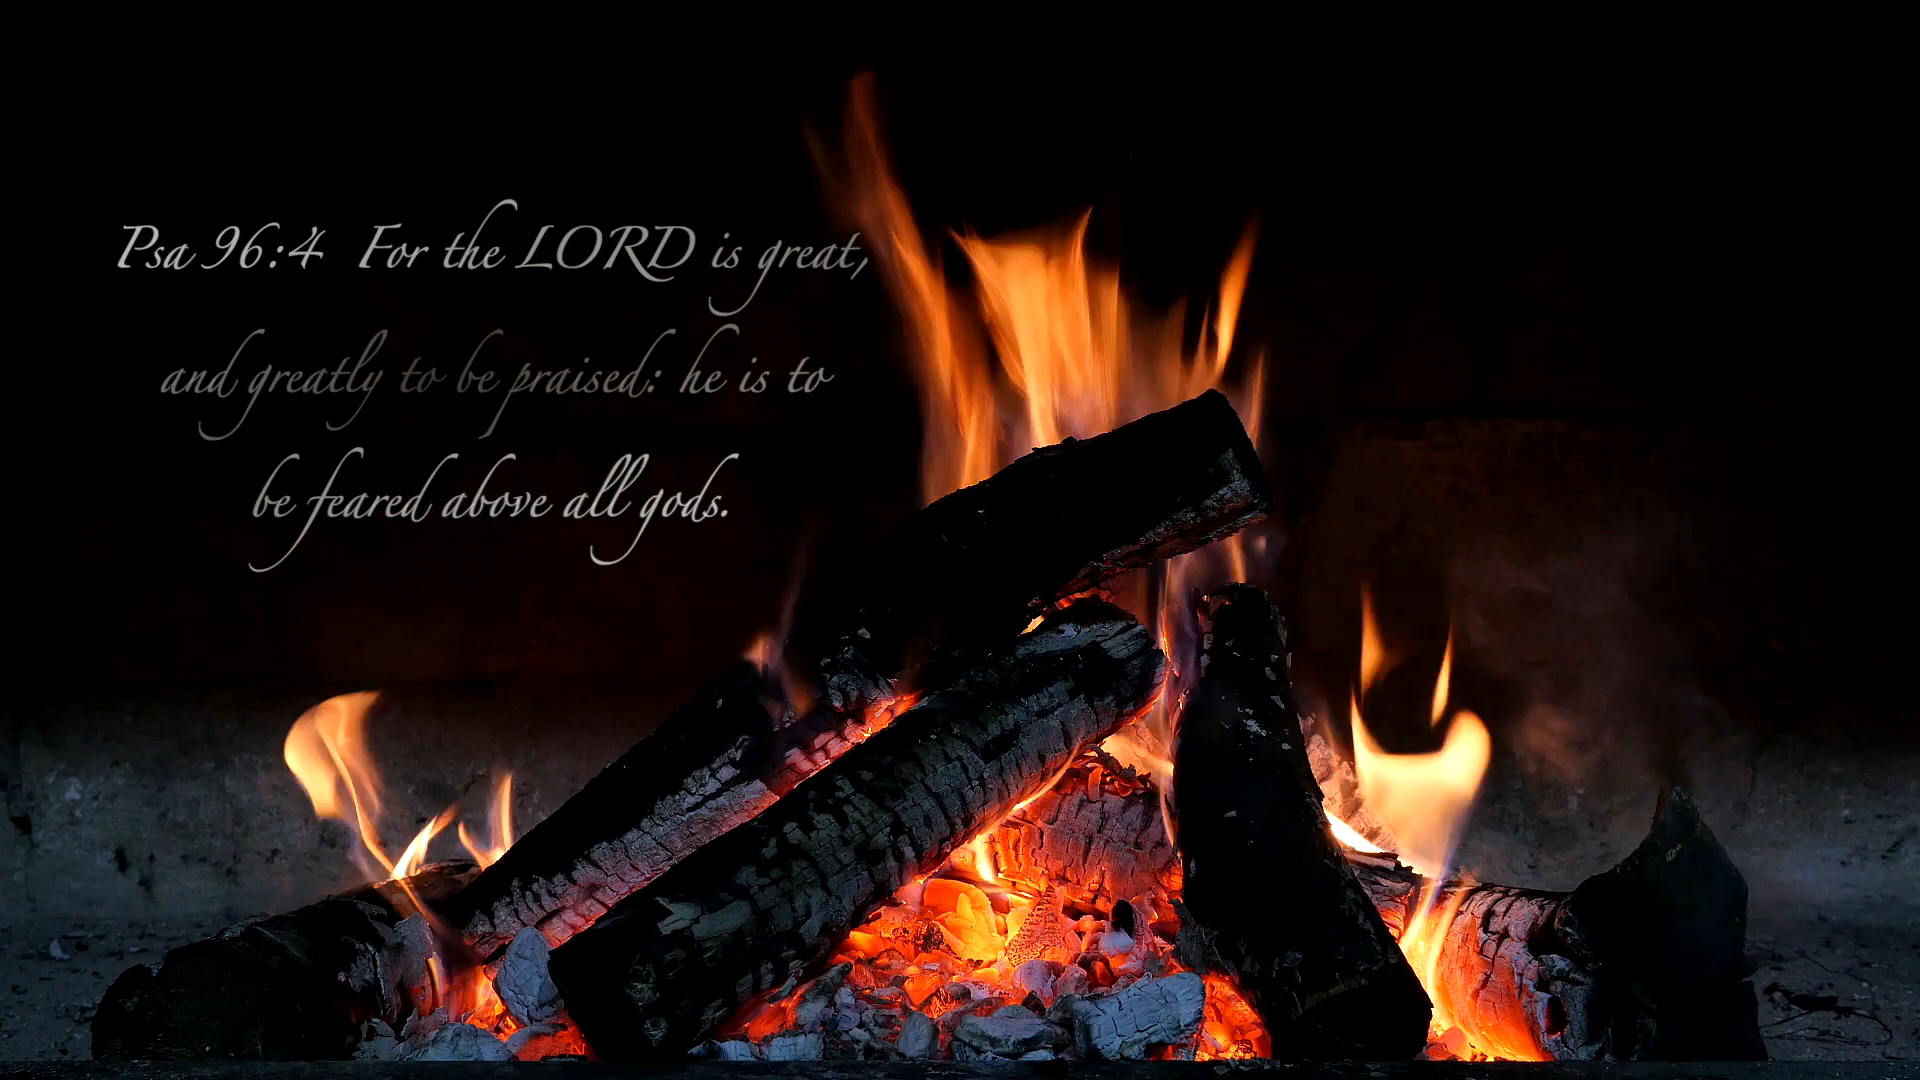 Psa 96:4  For the LORD is great,
and greatly to be praised: he is to
be feared above all gods.